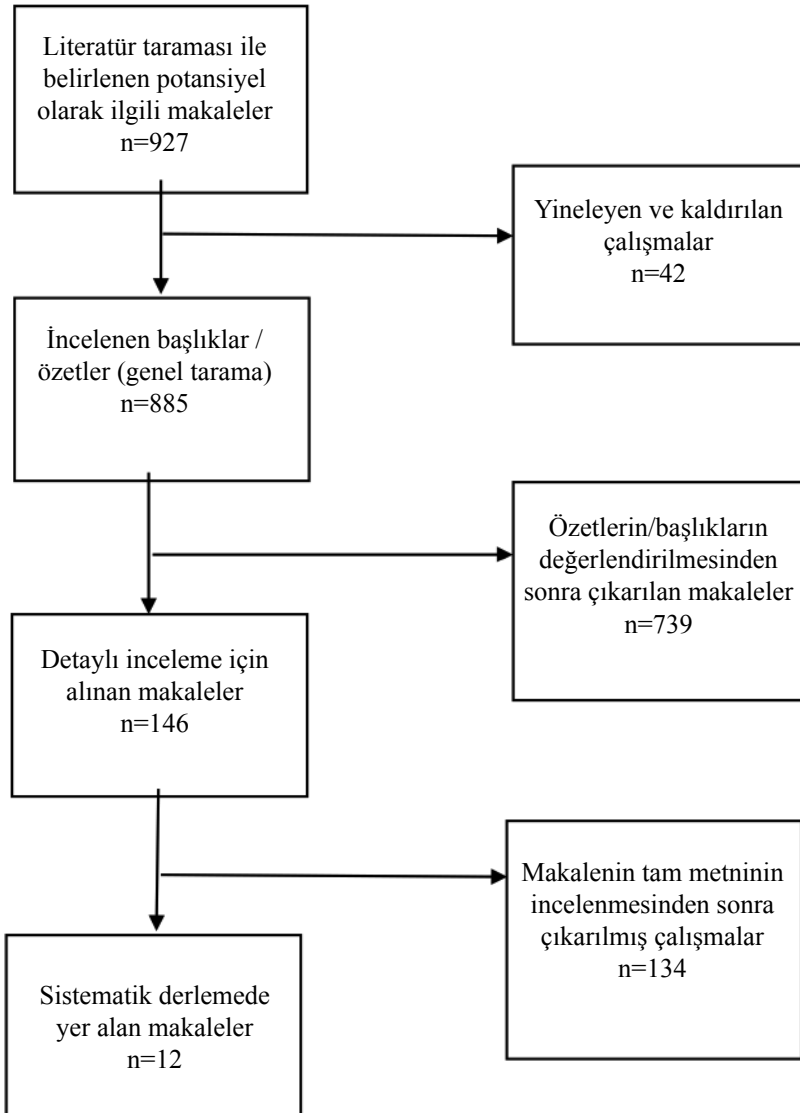 Literatür taraması ile
belirlenen potansiyel
olarak ilgili makaleler
n=927
Yineleyen ve kaldırılan
çalışmalar
n=42
İncelenen başlıklar /
özetler (genel tarama)
n=885
Özetlerin/başlıkların
değerlendirilmesinden
sonra çıkarılan makaleler
n=739
Detaylı inceleme için
alınan makaleler
n=146
Makalenin tam metninin
incelenmesinden sonra
çıkarılmış çalışmalar
n=134
Sistematik derlemede
yer alan makaleler
n=12